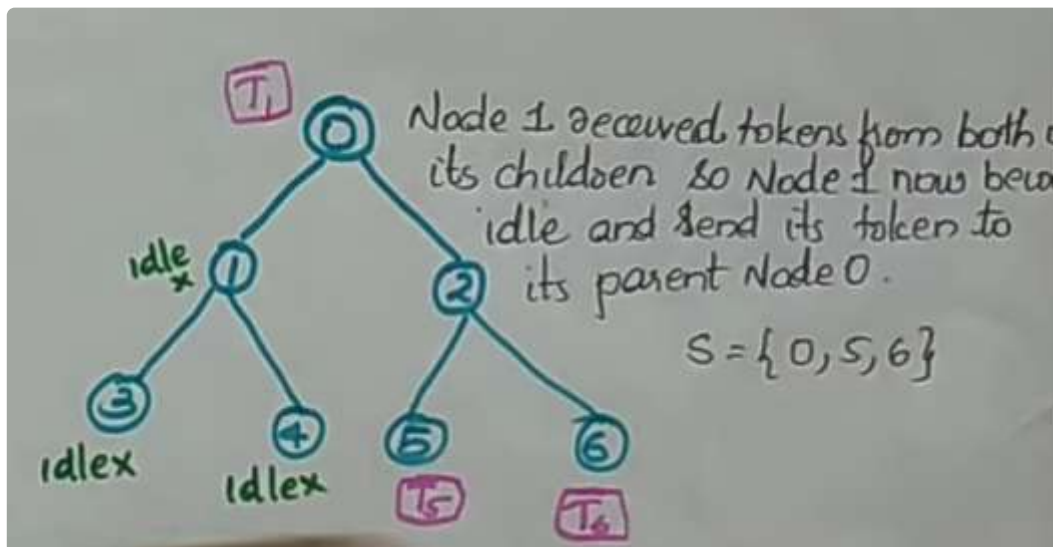 T1
0
Node 1 received tokens from both
its children so Node 1 now
idle and send its token to
its parent Node 0.
idle x
1
2
S = {0, 5, 6}
3
4
5
6
idle x
idle x
T5
T6